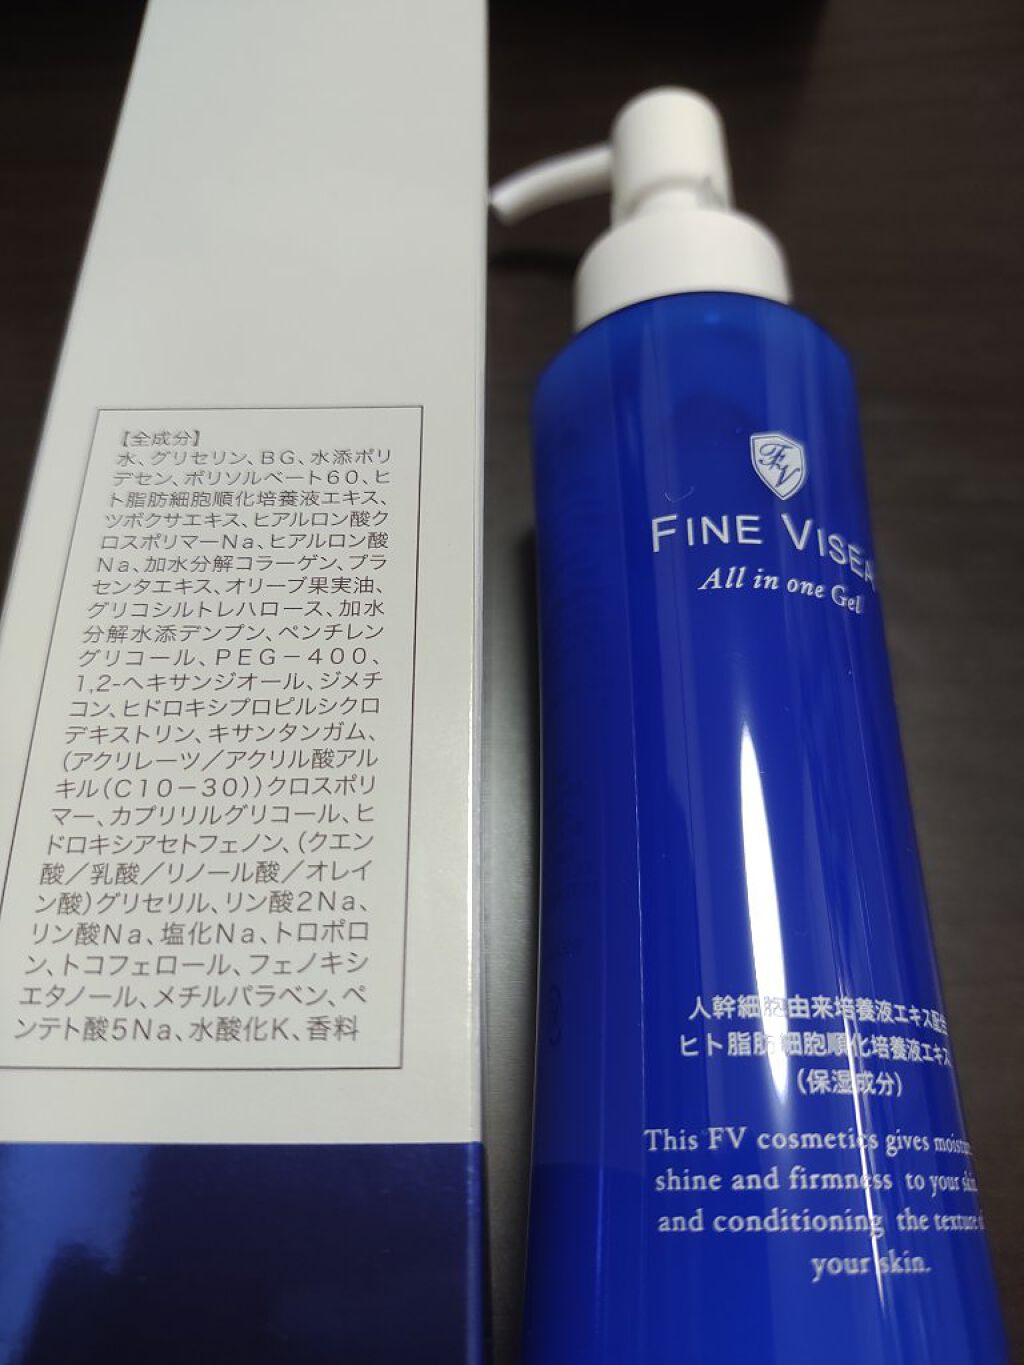 【全成分】
水、グリセリン、BG、水添ポリ
デセン、ポリソルベート60、ヒ
ト脂肪細胞順化培養液エキス、
ツボクサエキス、ヒアルロン酸ク
ロスポリマーNa、ヒアルロン酸
Na、加水分解コラーゲン、プラ
センタエキス、オリーブ果実油、
グリコシルトレハロース、加水
分解水添デンプン、ペンチレン
グリコール、PEG－400、
1,2-ヘキサンジオール、ジメチ
コン、ヒドロキシプロピルシクロ
デキストリン、キサンタンガム、
(アクリレーツ／アクリル酸アル
キル(C10－30))クロスポリ
マー、カプリリルグリコール、ヒ
ドロキシアセトフェノン、(クエン
酸／乳酸／リノール酸／オレイ
ン酸)グリセリル、リン酸2Na、
リン酸Na、塩化Na、トロポロ
ン、トコフェロール、フェノキシ
エタノール、メチルパラベン、ペ
ンテト酸5Na、水酸化K、香料
FV
FINE VISEA
All in one Gel
人幹細胞由来培養液エキス配合
ヒト脂肪細胞順化培養液エキス
(保湿成分)
This FV cosmetics gives
shine and firmness to your
and conditioning the texture
your skin.